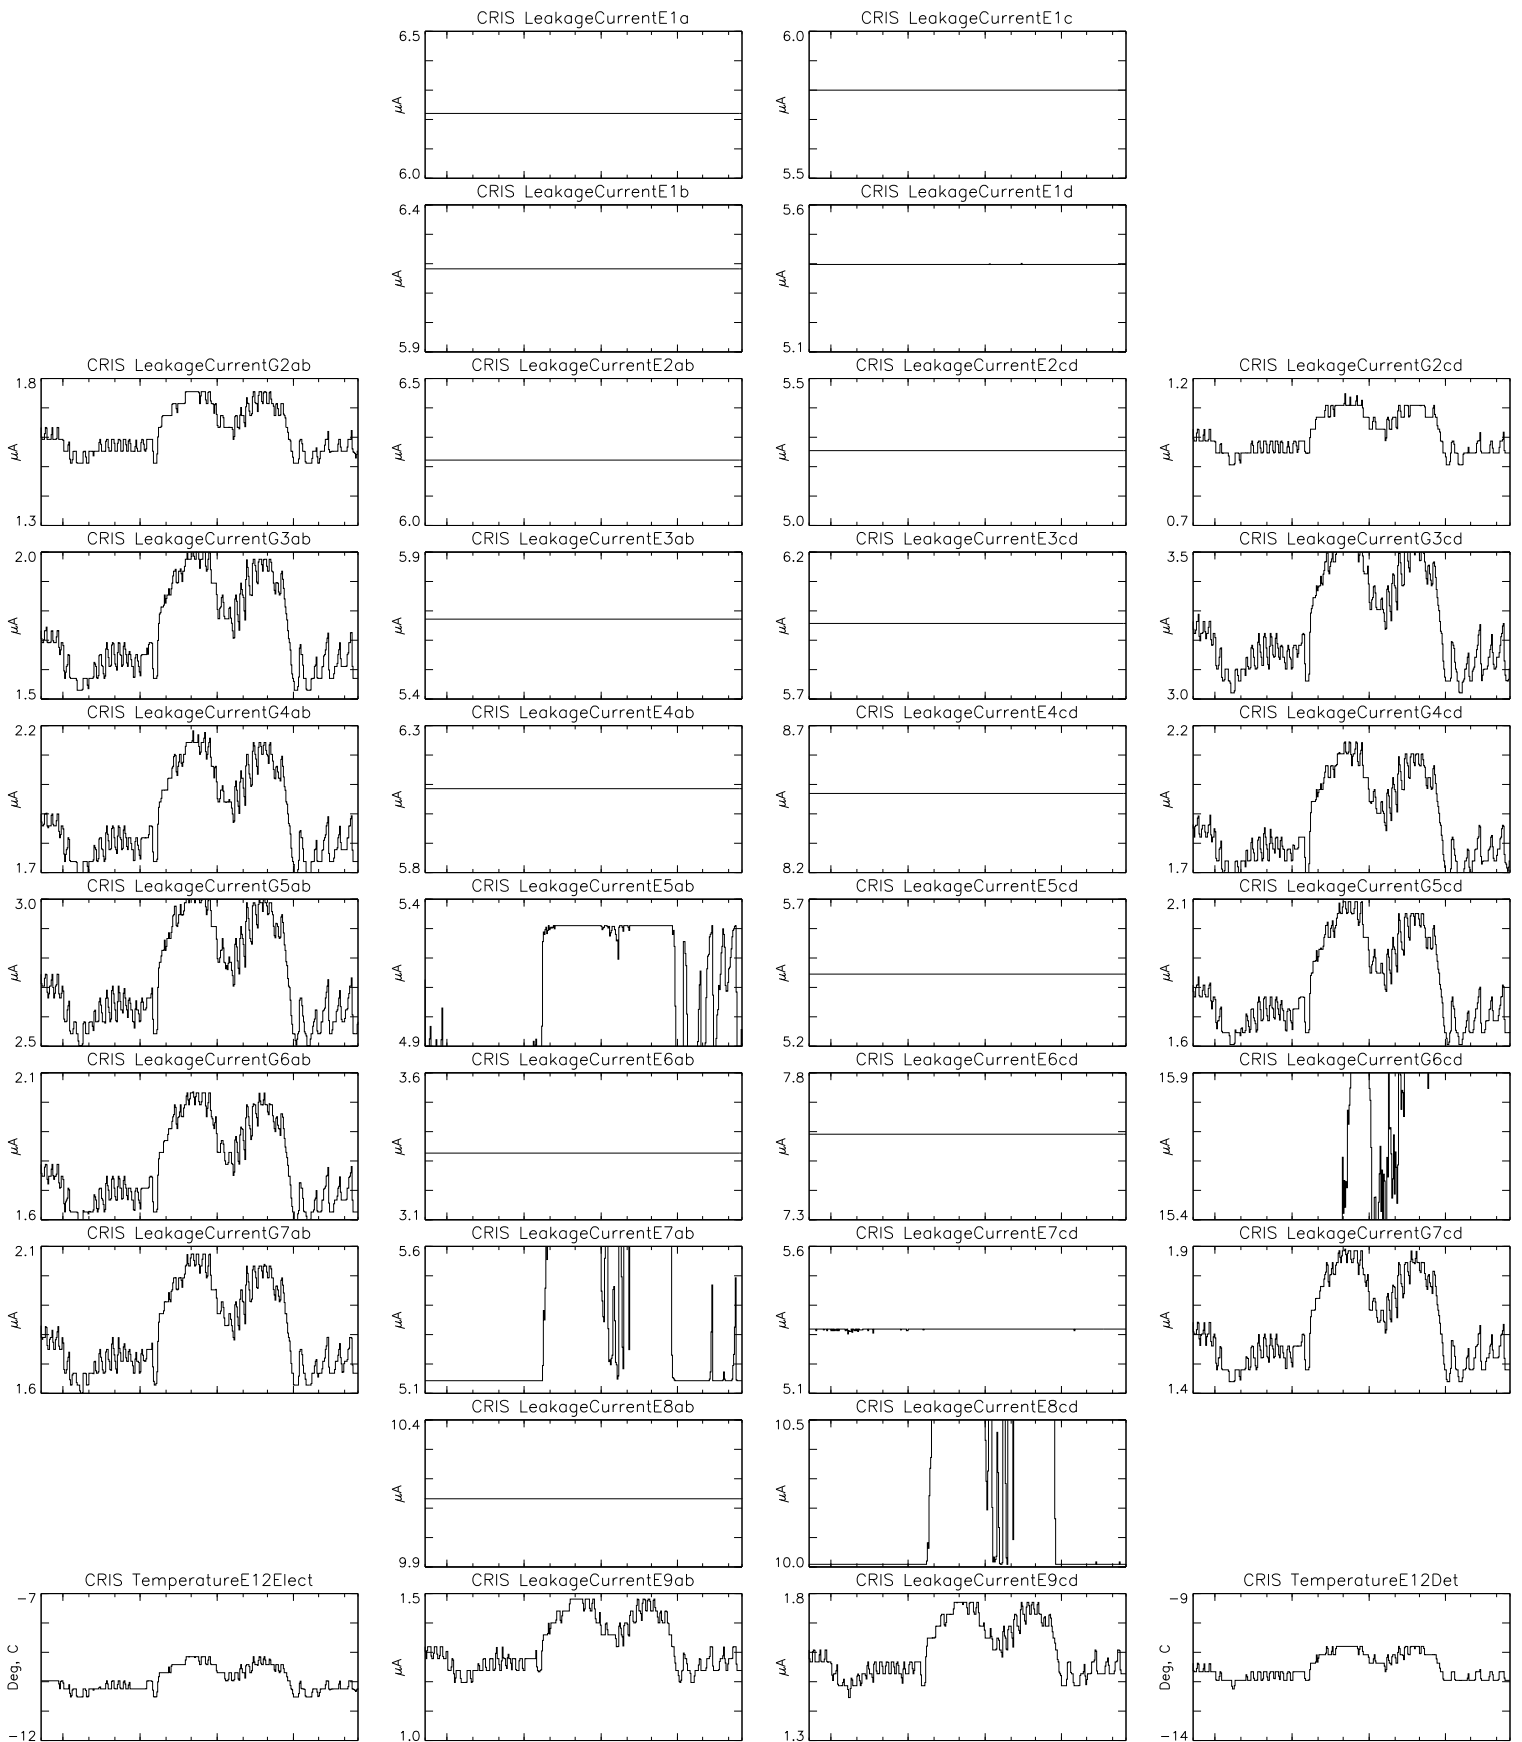 CRIS LeakageCurrentE1a
6.5
μA
6.0
CRIS LeakageCurrentE1c
6.0
μA
5.5
CRIS LeakageCurrentE1b
6.4
μA
5.9
CRIS LeakageCurrentE1d
5.6
μA
5.1
CRIS LeakageCurrentG2ab
1.8
μA
1.3
CRIS LeakageCurrentE2ab
6.5
μA
6.0
CRIS LeakageCurrentE2cd
5.5
μA
5.0
CRIS LeakageCurrentG2cd
1.2
μA
0.7
CRIS LeakageCurrentG3ab
2.0
μA
1.5
CRIS LeakageCurrentE3ab
5.9
μA
5.4
CRIS LeakageCurrentE3cd
6.2
μA
5.7
CRIS LeakageCurrentG3cd
3.5
μA
3.0
CRIS LeakageCurrentG4ab
2.2
μA
1.7
CRIS LeakageCurrentE4ab
6.3
μA
5.8
CRIS LeakageCurrentE4cd
8.7
μA
8.2
CRIS LeakageCurrentG4cd
2.2
μA
1.7
CRIS LeakageCurrentG5ab
3.0
μA
2.5
CRIS LeakageCurrentE5ab
5.4
μA
4.9
CRIS LeakageCurrentE5cd
5.7
μA
5.2
CRIS LeakageCurrentG5cd
2.1
μA
1.6
CRIS LeakageCurrentG6ab
2.1
μA
1.6
CRIS LeakageCurrentE6ab
3.6
μA
3.1
CRIS LeakageCurrentE6cd
7.8
μA
7.3
CRIS LeakageCurrentG6cd
15.9
μA
15.4
CRIS LeakageCurrentG7ab
2.1
μA
1.6
CRIS LeakageCurrentE7ab
5.6
μA
5.1
CRIS LeakageCurrentE7cd
5.6
μA
5.1
CRIS LeakageCurrentG7cd
1.9
μA
1.4
CRIS LeakageCurrentE8ab
10.4
μA
9.9
CRIS LeakageCurrentE8cd
10.5
μA
10.0
CRIS TemperatureE12Elect
-7
Deg, C
-12
CRIS LeakageCurrentE9ab
1.5
μA
1.0
CRIS LeakageCurrentE9cd
1.8
μA
1.3
CRIS TemperatureE12Det
-9
Deg, C
-14